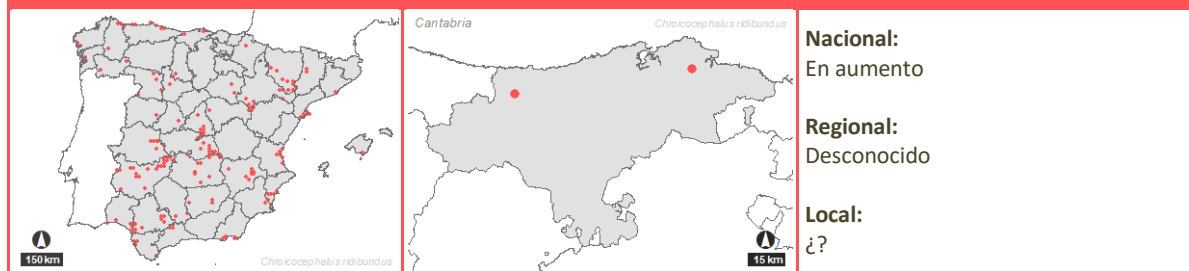 150 km
Chroicocephalus ridibundus
Cantabria
Chroicocephalus ridibundus
15 km
Nacional:
En aumento
Regional:
Desconocido
Local:
¿?